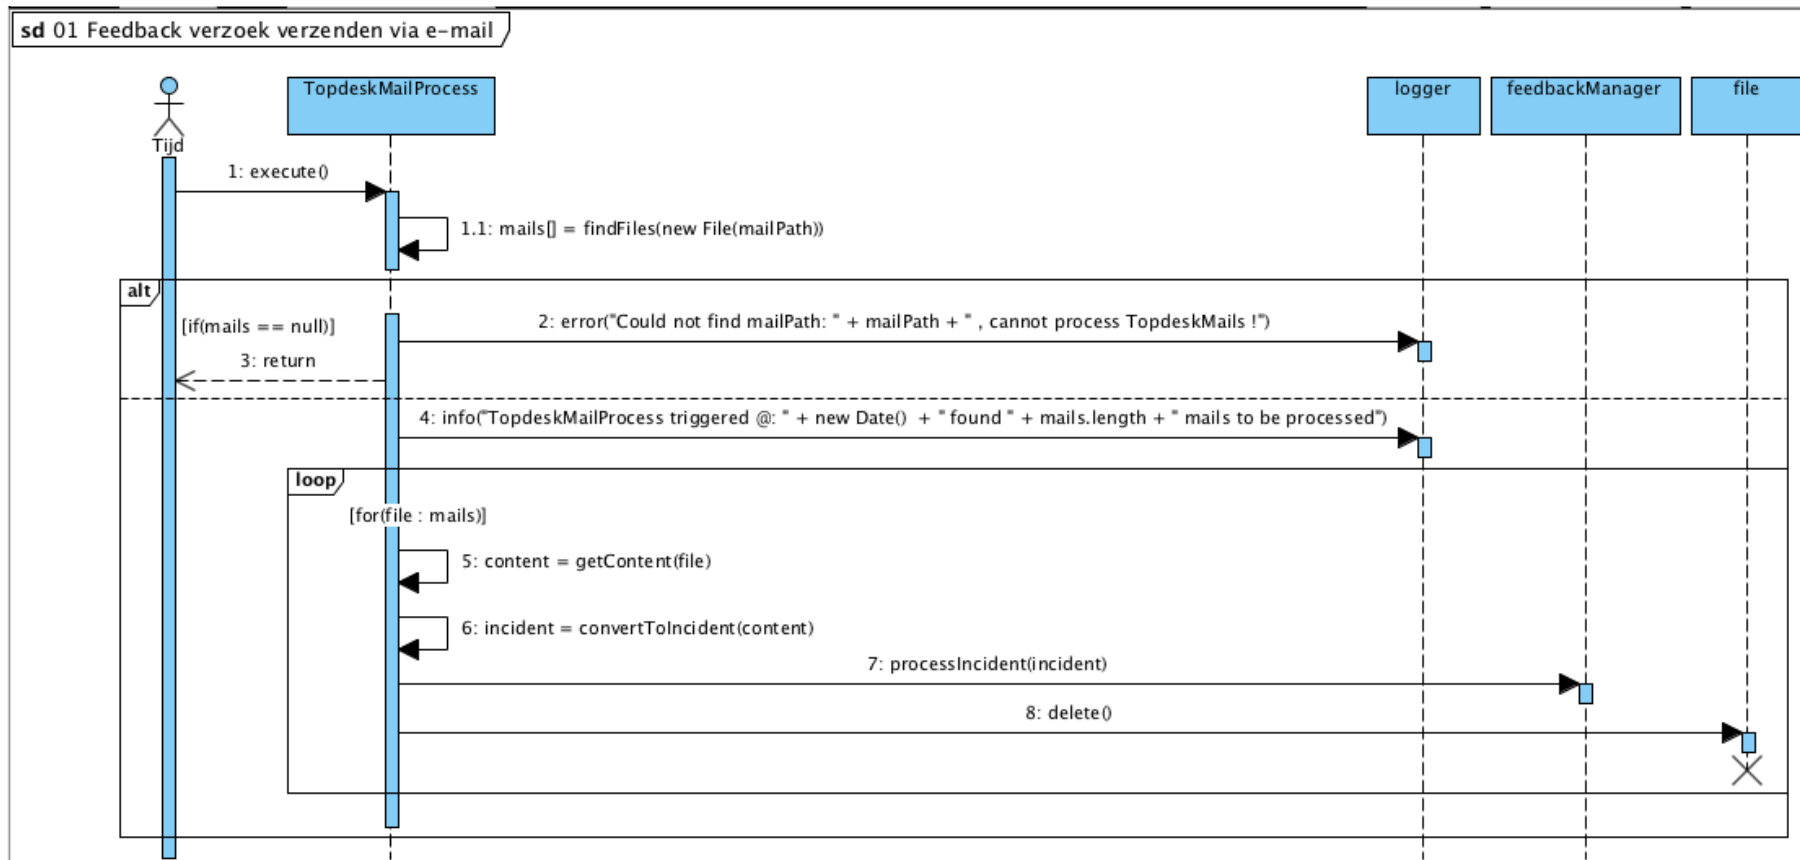 sd 01 Feedback verzoek verzenden via e-mail
TopdeskMailProcess
logger
feedbackManager
file
Tijd
1: execute()
1.1: mails[] = findFiles(new File(mailPath))
alt
[if(mails == null)]
2: error("Could not find mailPath: " + mailPath + " , cannot process TopdeskMails !")
3: return
4: info("TopdeskMailProcess triggered @: " + new Date()  + " found " + mails.length + " mails to be processed")
loop
[for(file : mails)]
5: content = getContent(file)
6: incident = convertToIncident(content)
7: processIncident(incident)
8: delete()